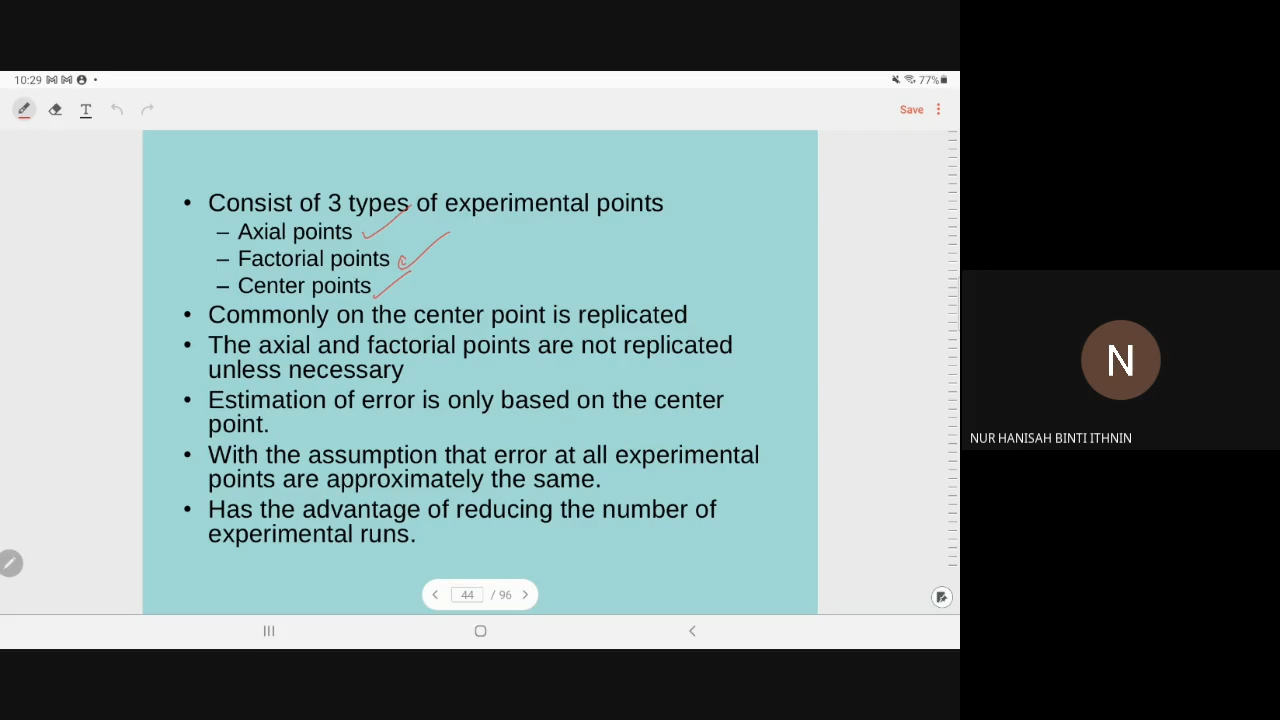 10:29
77%
T
Save
• Consist of 3 types of experimental points
– Axial points
– Factorial points
– Center points
• Commonly on the center point is replicated
• The axial and factorial points are not replicated
unless necessary
• Estimation of error is only based on the center
point.
• With the assumption that error at all experimental
points are approximately the same.
• Has the advantage of reducing the number of
experimental runs.
44 / 96
N
NUR HANISAH BINTI ITHNIN